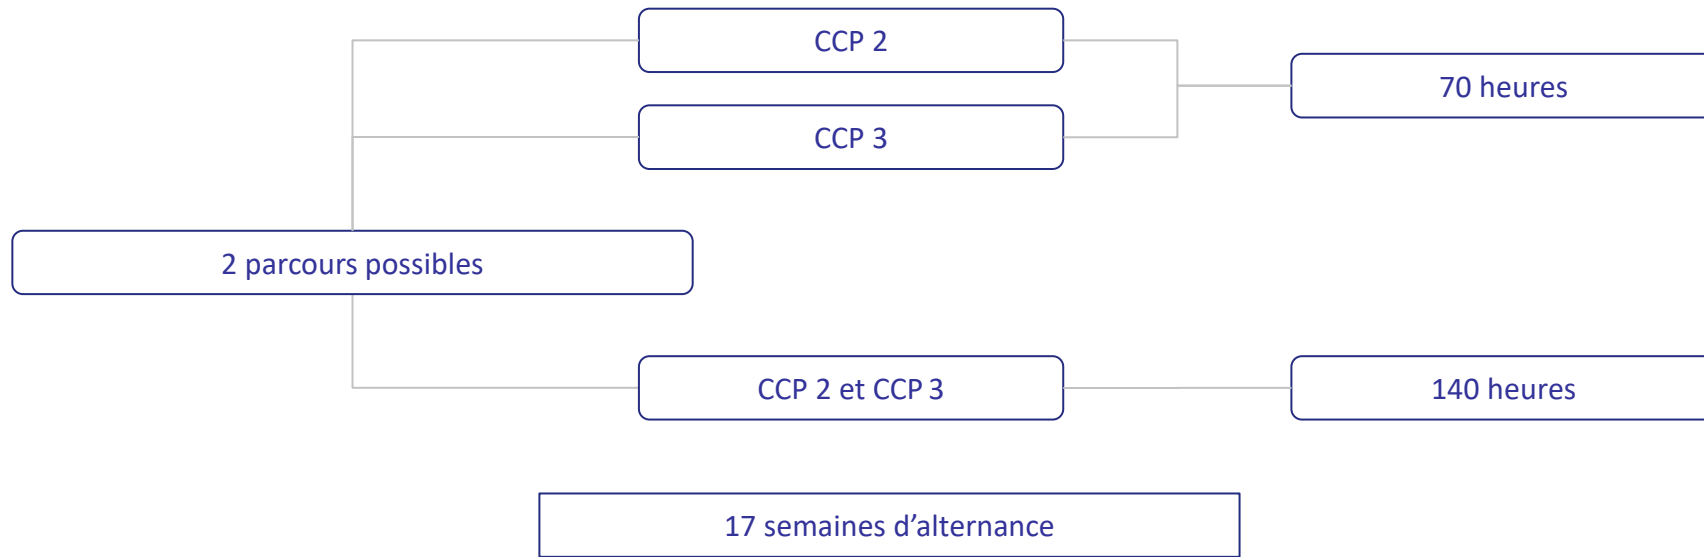 CCP 2
70 heures
CCP 3
2 parcours possibles
CCP 2 et CCP 3
140 heures
17 semaines d’alternance